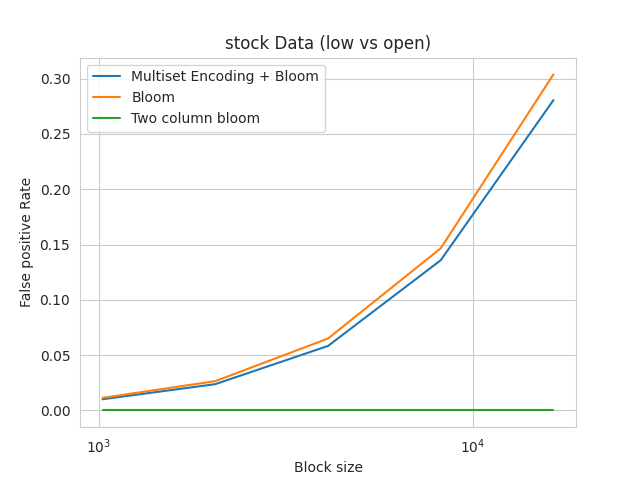 stock Data (low vs open)
Multiset Encoding + Bloom
Bloom
Two column bloom
False positive Rate
0.30
0.25
0.20
0.15
0.10
0.05
0.00
10³
10⁴
Block size